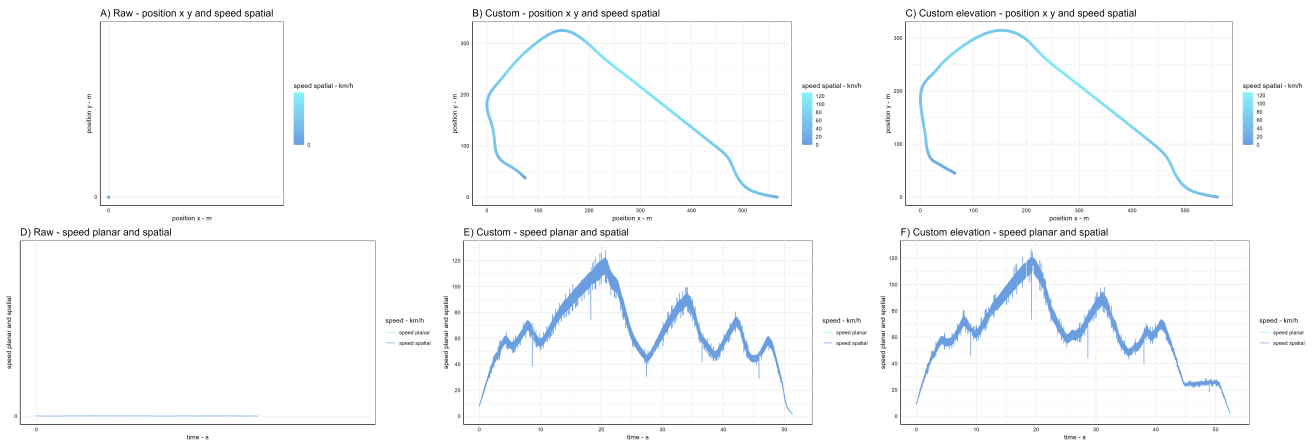 A) Raw - position x y and speed spatial
position y - m
0
0
position x - m
speed spatial - km/h
0
B) Custom - position x y and speed spatial
position y - m
300
200
100
0
0
100
200
300
400
500
position x - m
speed spatial - km/h
120
100
80
60
40
20
0
C) Custom elevation - position x y and speed spatial
position y - m
300
200
100
0
0
100
200
300
400
500
position x - m
speed spatial - km/h
120
100
80
60
40
20
0
D) Raw - speed planar and spatial
speed planar and spatial
0
0
time - s
speed - km/h
speed planar
speed spatial
E) Custom - speed planar and spatial
speed planar and spatial
120
100
80
60
40
20
0
0
10
20
30
40
50
time - s
speed - km/h
speed planar
speed spatial
F) Custom elevation - speed planar and spatial
speed planar and spatial
120
100
80
60
40
20
0
0
10
20
30
40
50
time - s
speed - km/h
speed planar
speed spatial